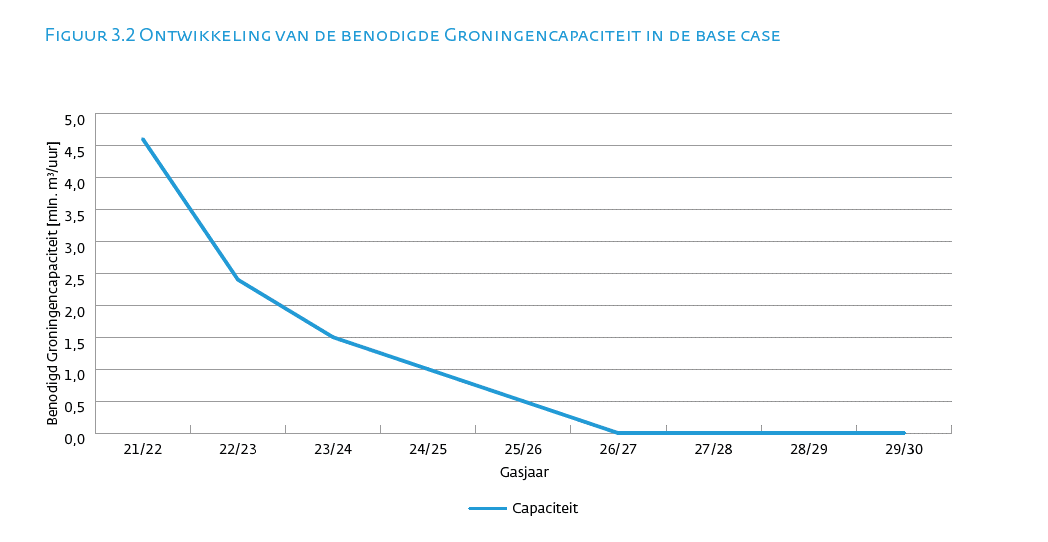 Figuur 3.2 Ontwikkeling van de benodigde Groningencapaciteit in de base case
Benodigd Groningencapaciteit [mln. m³/uur]
5,0
4,5
4,0
3,5
3,0
2,5
2,0
1,5
1,0
0,5
0,0
21/22 22/23 23/24 24/25 25/26 26/27 27/28 28/29 29/30
Gasjaar
Capaciteit